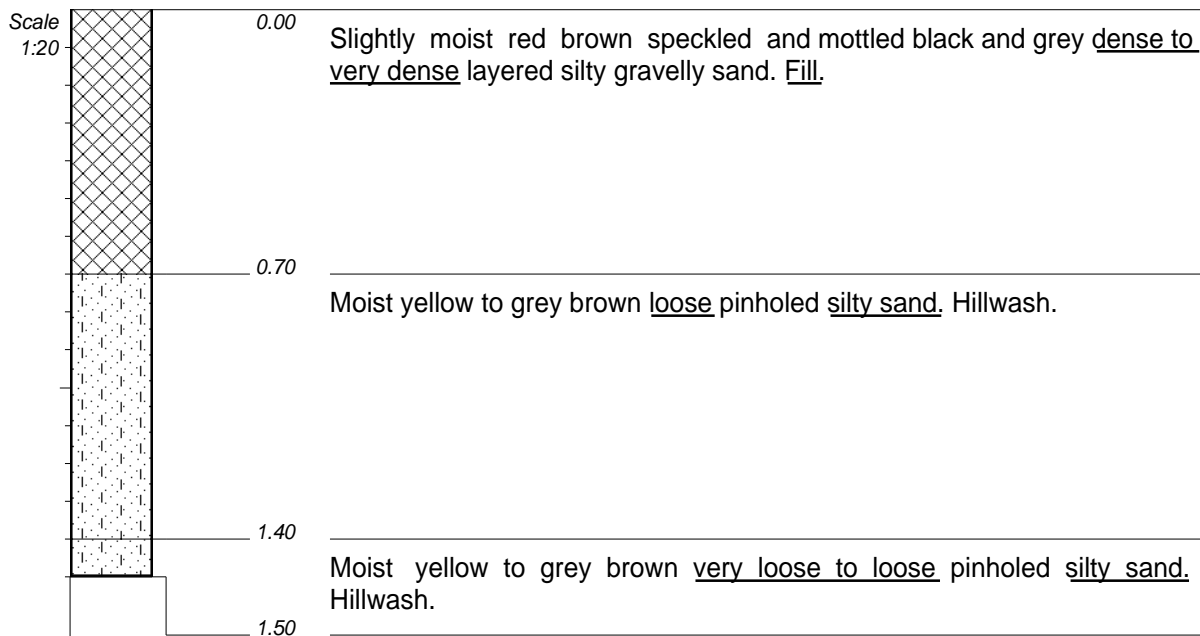 Scale
1:20
0.00
Slightly moist red brown speckled and mottled black and grey dense to
very dense layered silty gravelly sand. Fill.
0.70
Moist yellow to grey brown loose pinholed silty sand. Hillwash.
1.40
Moist yellow to grey brown very loose to loose pinholed silty sand.
Hillwash.
1.50